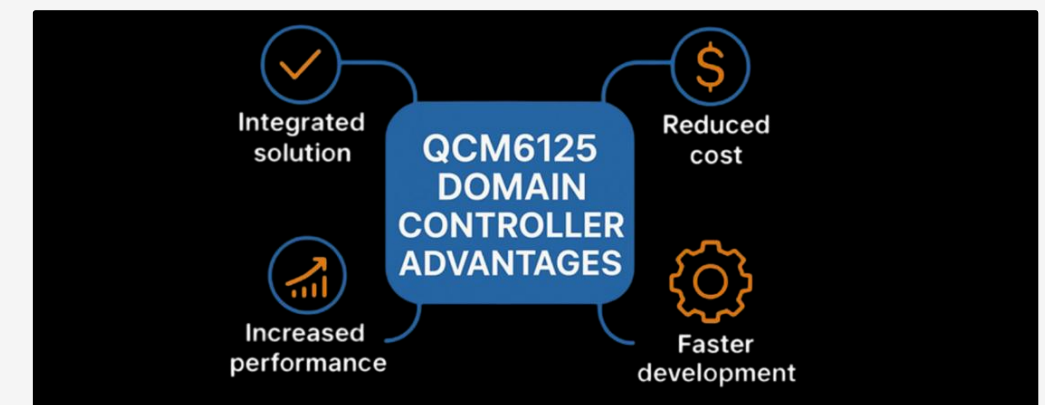 Integrated
solution
QCM6125
DOMAIN
CONTROLLER
ADVANTAGES
$
Reduced
cost
Increased
performance
Faster
development